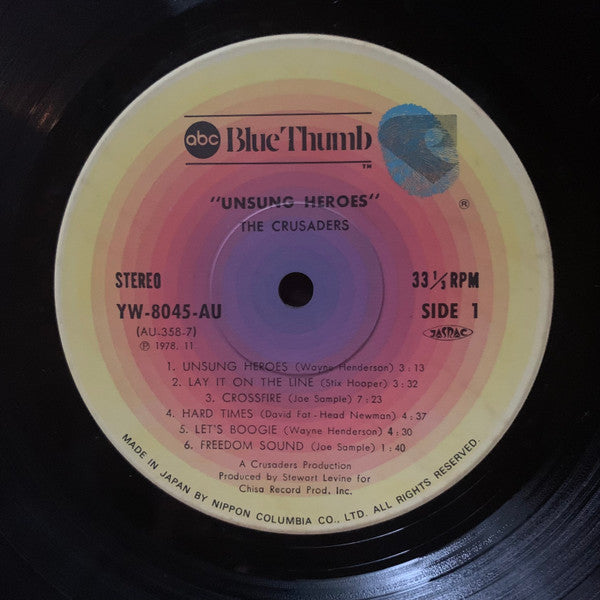 abc Blue Thumb
TM
"UNSUNG HEROES"
®
THE CRUSADERS
STEREO
33 1/3 RPM
YW-8045-AU
SIDE 1
(AU-358-7)
JASRAC
℗ 1978. 11
1. UNSUNG HEROES (Wayne Henderson) 3:13
2. LAY IT ON THE LINE (Stix Hooper) 3:32
3. CROSSFIRE (Joe Sample) 7:23
4. HARD TIMES (David Fat-Head Newman) 4:37
5. LET'S BOOGIE (Wayne Henderson) 4:30
6. FREEDOM SOUND (Joe Sample) 1:40
A Crusaders Production
Produced by Stewart Levine for
Chisa Record Prod, Inc.
MADE IN JAPAN BY NIPPON COLUMBIA CO., LTD. ALL RIGHTS RESERVED.